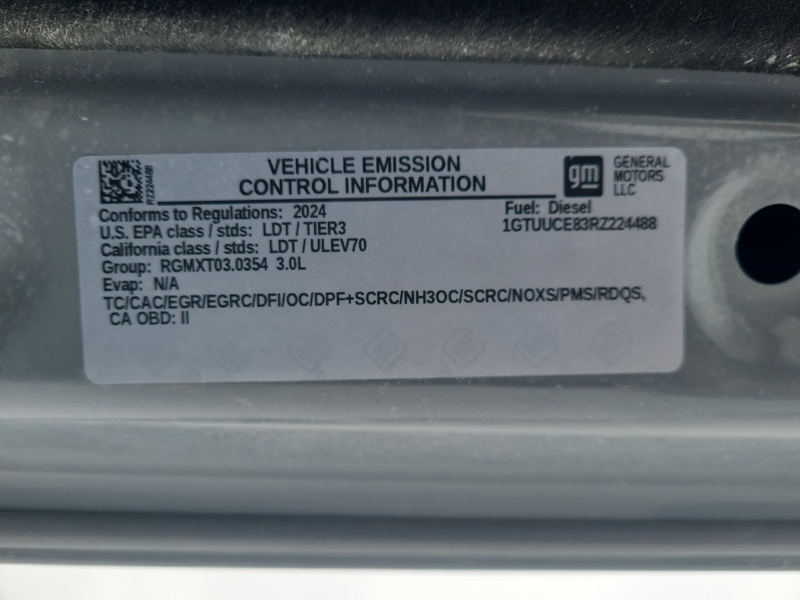 RZ224488
VEHICLE EMISSION
CONTROL INFORMATION
gm
GENERAL
MOTORS
LLC
Conforms to Regulations: 2024
Fuel: Diesel
U.S. EPA class / stds: LDT / TIER3
1GTUUCE83RZ224488
California class / stds: LDT / ULEV70
Group: RGMXT03.0354 3.0L
Evap: N/A
TC/CAC/EGR/EGRC/DFI/OC/DPF+SCRC/NH3OC/SCRC/NOXS/PMS/RDQS,
CA OBD: II